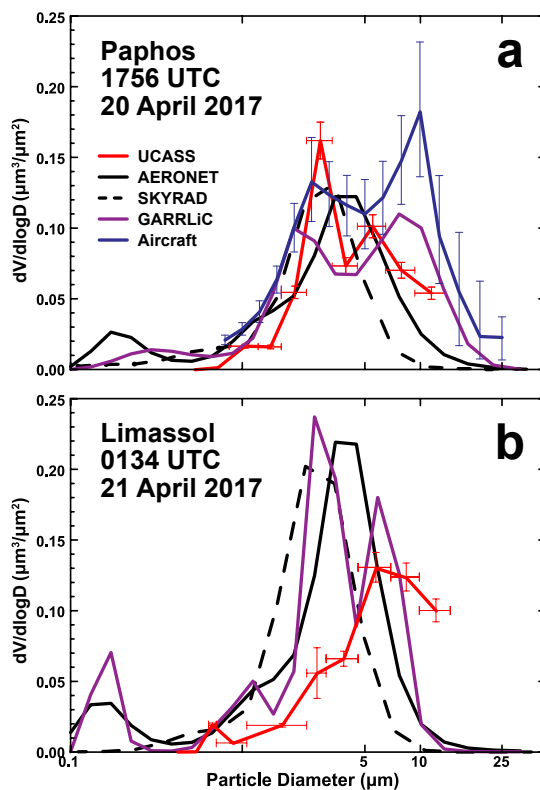 Paphos
1756 UTC
20 April 2017
a
UCASS
AERONET
SKYRAD
GARRLiC
Aircraft
dV/dlogD (µm³/µm²)
0.25
0.20
0.15
0.10
0.05
0.00
Limassol
0134 UTC
21 April 2017
b
dV/dlogD (µm³/µm²)
0.25
0.20
0.15
0.10
0.05
0.00
0.1
5
10
25
Particle Diameter (µm)